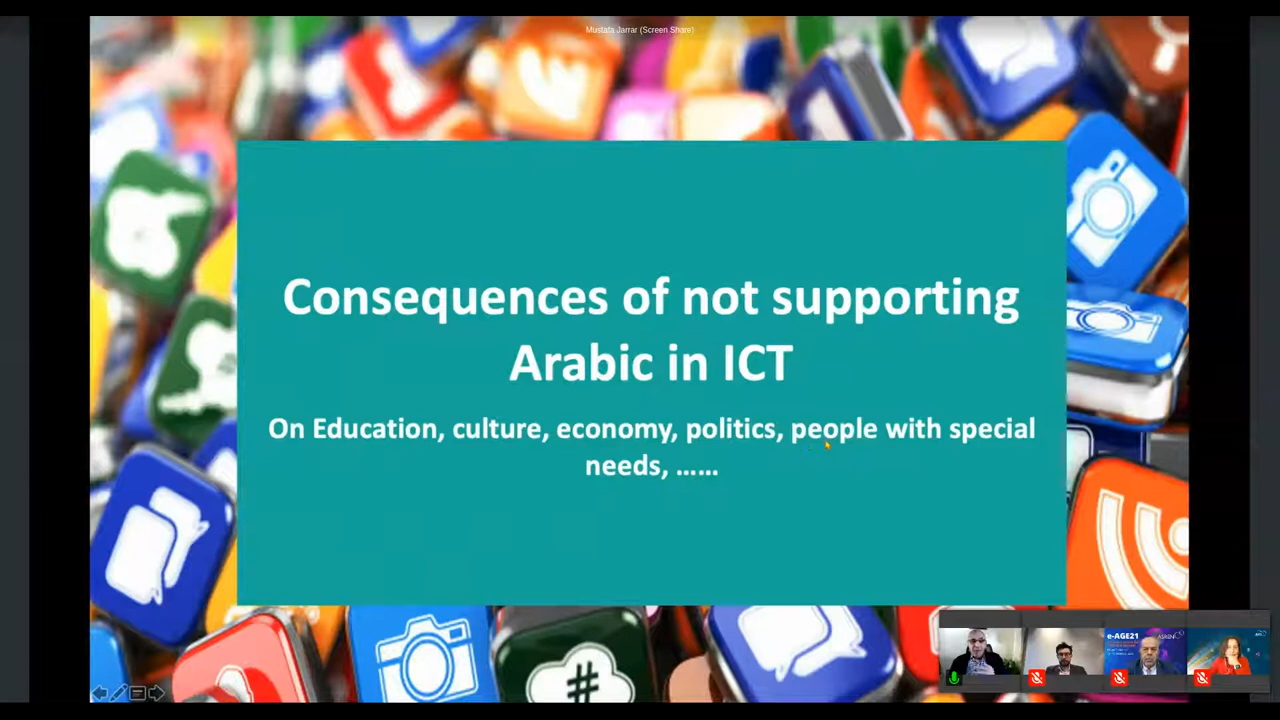 Mustafa Jarrar (Screen Share)
Consequences of not supporting
Arabic in ICT
On Education, culture, economy, politics, people with special
needs, ......
#
e-AGE21